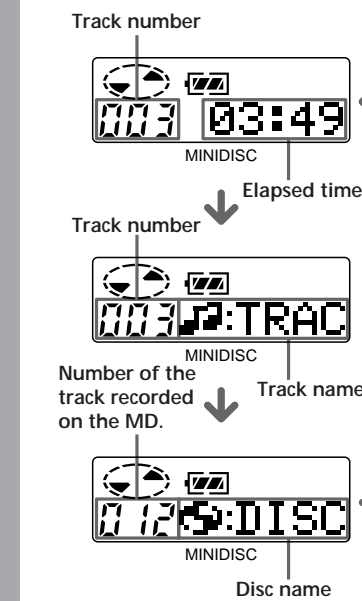 Track number
003 03:49
MINIDISC
Elapsed time
Track number
003 :TRAC
MINIDISC
Number of the
track recorded
on the MD.
Track name
012 :DISC
MINIDISC
Disc name